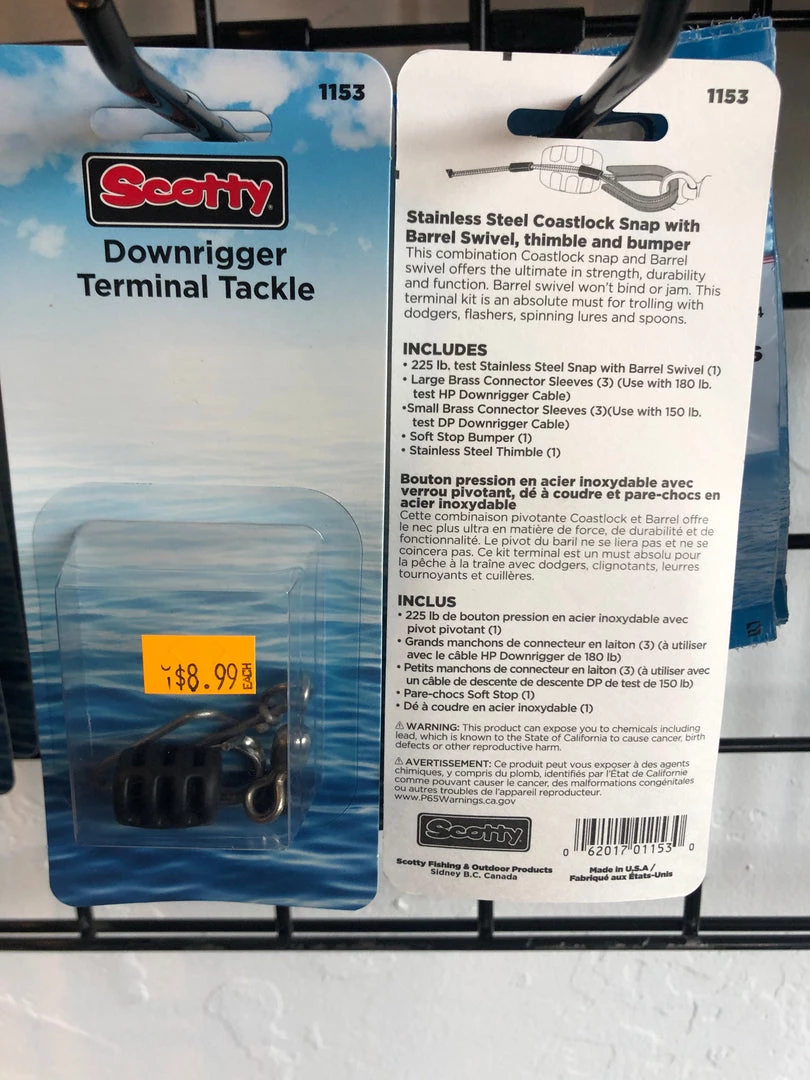 1153
Scotty
Downrigger
Terminal Tackle
$8.99 EACH
1153
Stainless Steel Coastlock Snap with
Barrel Swivel, thimble and bumper
This combination Coastlock snap and Barrel
swivel offers the ultimate in strength, durability
and function. Barrel swivel won't bind or jam. This
terminal kit is an absolute must for trolling with
dodgers, flashers, spinning lures and spoons.
INCLUDES
• 225 lb. test Stainless Steel Snap with Barrel Swivel (1)
• Large Brass Connector Sleeves (3) (Use with 180 lb.
test HP Downrigger Cable)
•Small Brass Connector Sleeves (3)(Use with 150 lb.
test DP Downrigger Cable)
• Soft Stop Bumper (1)
• Stainless Steel Thimble (1)
Bouton pression en acier inoxydable avec
verrou pivotant, dé à coudre et pare-chocs en
acier inoxydable
Cette combinaison pivotante Coastlock et Barrel offre
le nec plus ultra en matière de force, de durabilité et de
fonctionnalité. Le pivot du baril ne se liera pas et ne se
coincera pas. Ce kit terminal est un must absolu pour
la pêche à la traîne avec dodgers, clignotants, leurres
tournoyants et cuillères.
INCLUS
• 225 lb de bouton pression en acier inoxydable avec
pivot pivotant (1)
• Grands manchons de connecteur en laiton (3) (à utiliser
avec le câble HP Downrigger de 180 lb)
• Petits manchons de connecteur en laiton (3) (à utiliser avec
un câble de descente de descente DP de test de 150 lb)
• Pare-chocs Soft Stop (1)
• Dé à coudre en acier inoxydable (1)
⚠ WARNING: This product can expose you to chemicals including
lead, which is known to the State of California to cause cancer, birth
defects or other reproductive harm.
⚠ AVERTISSEMENT: Ce produit peut vous exposer à des agents
chimiques, y compris du plomb, identifiés par l'État de Californie
comme pouvant causer le cancer, des malformations congénitales
ou autres troubles de l'appareil reproducteur.
www.P65Warnings.ca.gov
Scotty
Scotty Fishing & Outdoor Products
Sidney B.C. Canada
0 62017 01153 0
Made in U.S.A /
Fabriqué aux États-Unis